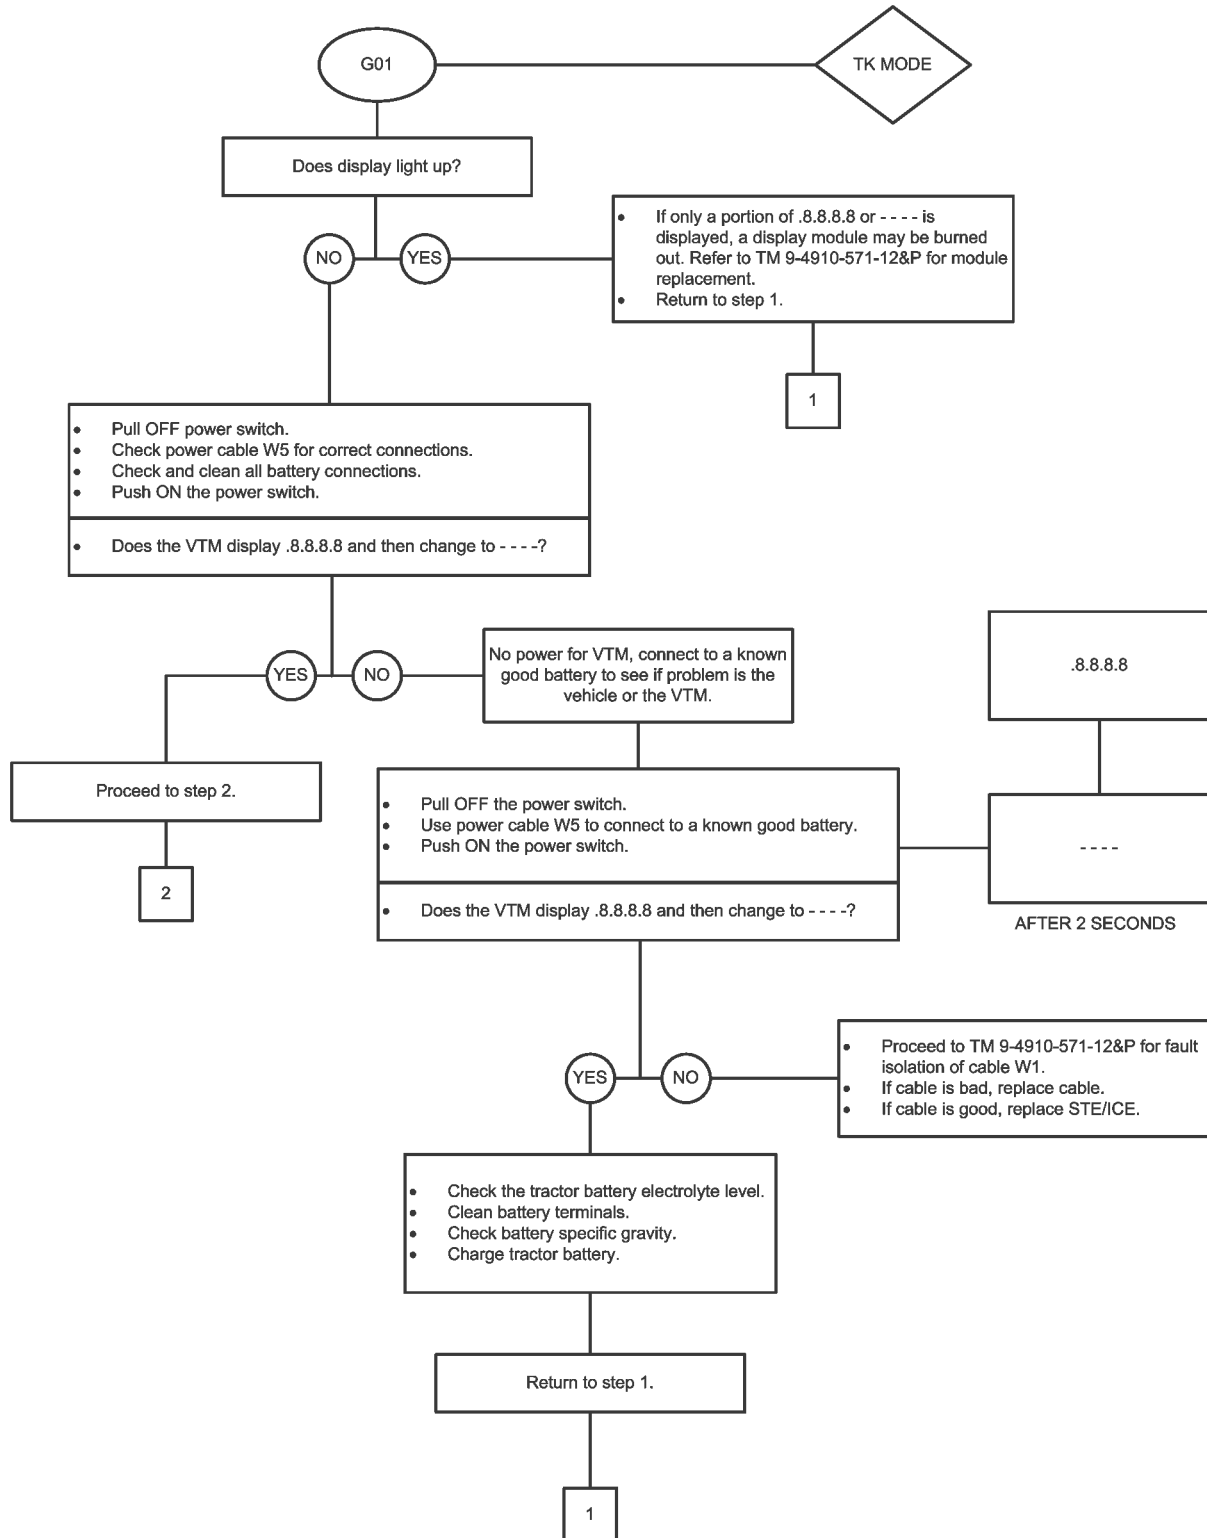 G01
TK MODE
Does display light up?
NO
YES
• If only a portion of .8.8.8.8 or - - - - is
displayed, a display module may be burned
out. Refer to TM 9-4910-571-12&P for module
replacement.
• Return to step 1.
1
• Pull OFF power switch.
• Check power cable W5 for correct connections.
• Check and clean all battery connections.
• Push ON the power switch.
• Does the VTM display .8.8.8.8 and then change to - - - -?
YES
NO
No power for VTM, connect to a known
good battery to see if problem is the
vehicle or the VTM.
.8.8.8.8
Proceed to step 2.
2
• Pull OFF the power switch.
• Use power cable W5 to connect to a known good battery.
• Push ON the power switch.
• Does the VTM display .8.8.8.8 and then change to - - - -?
- - - -
AFTER 2 SECONDS
YES
NO
• Proceed to TM 9-4910-571-12&P for fault
isolation of cable W1.
• If cable is bad, replace cable.
• If cable is good, replace STE/ICE.
• Check the tractor battery electrolyte level.
• Clean battery terminals.
• Check battery specific gravity.
• Charge tractor battery.
Return to step 1.
1